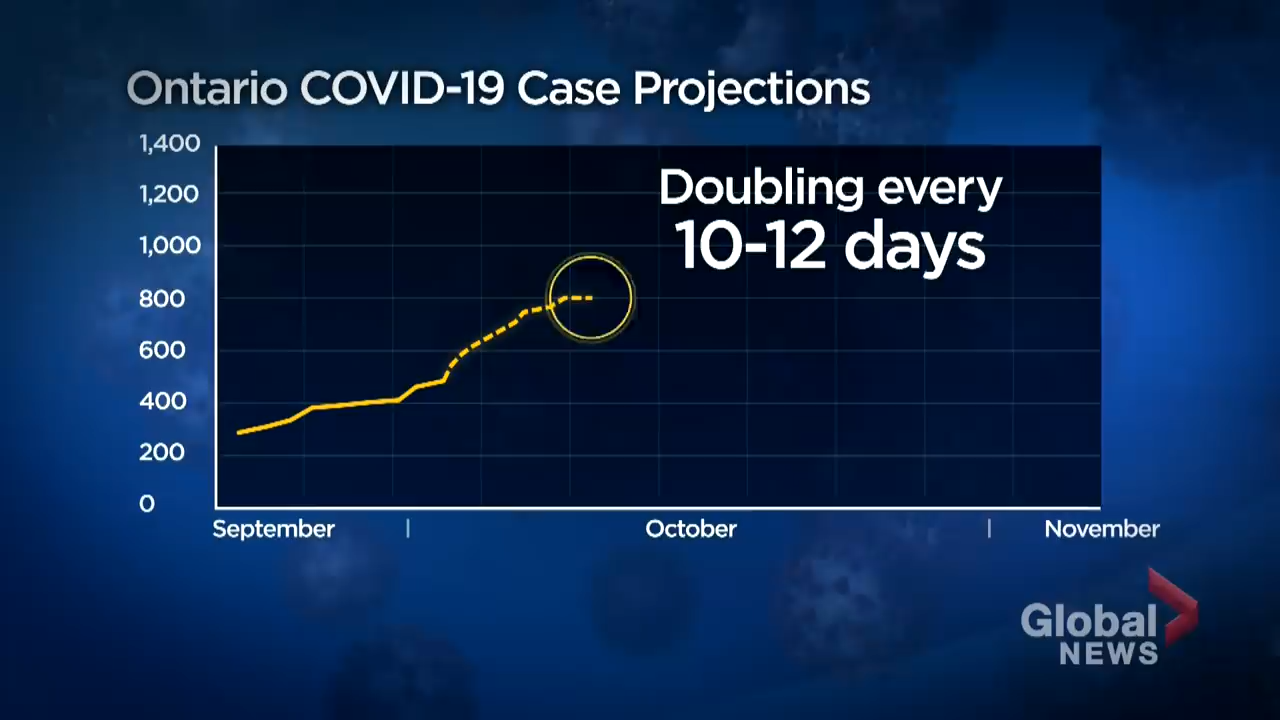 Ontario COVID-19 Case Projections
1,400
1,200
1,000
800
600
400
200
0
Doubling every
10-12 days
September | October | November
Global
NEWS